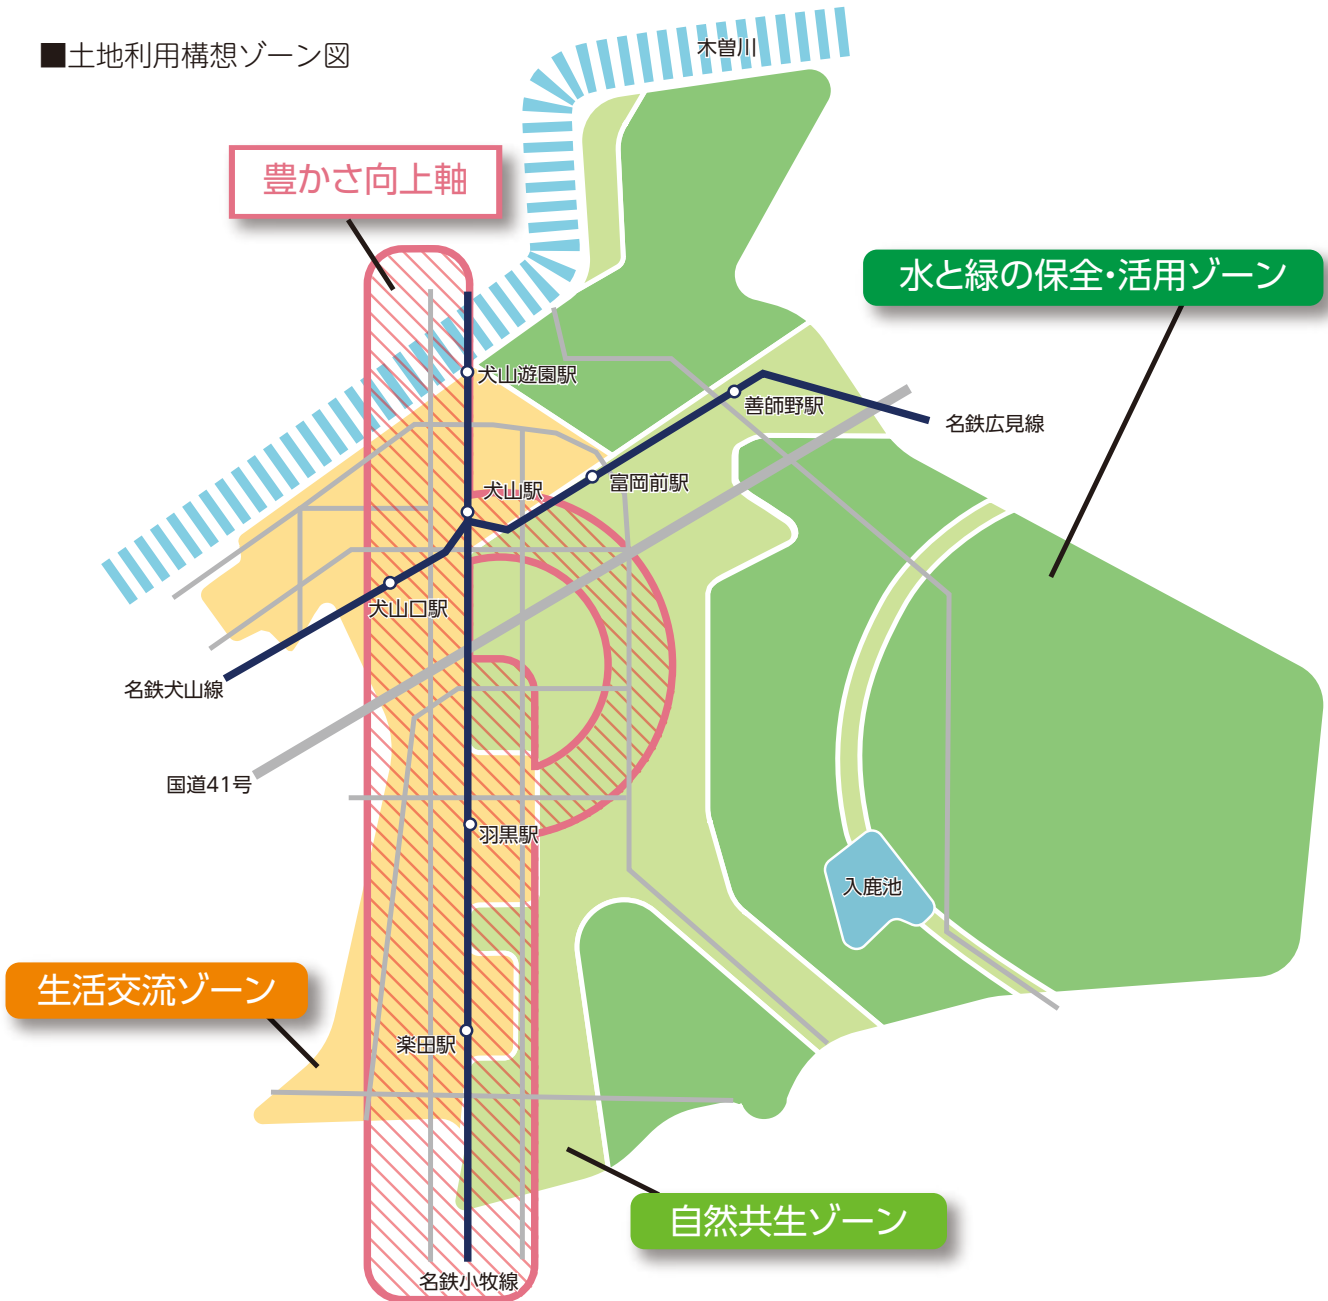 ■土地利用構想ゾーン図
木曽川
豊かさ向上軸
水と緑の保全・活用ゾーン
犬山遊園駅
善師野駅
名鉄広見線
犬山駅
富岡前駅
犬山口駅
名鉄犬山線
国道41号
羽黒駅
入鹿池
生活交流ゾーン
楽田駅
自然共生ゾーン
名鉄小牧線